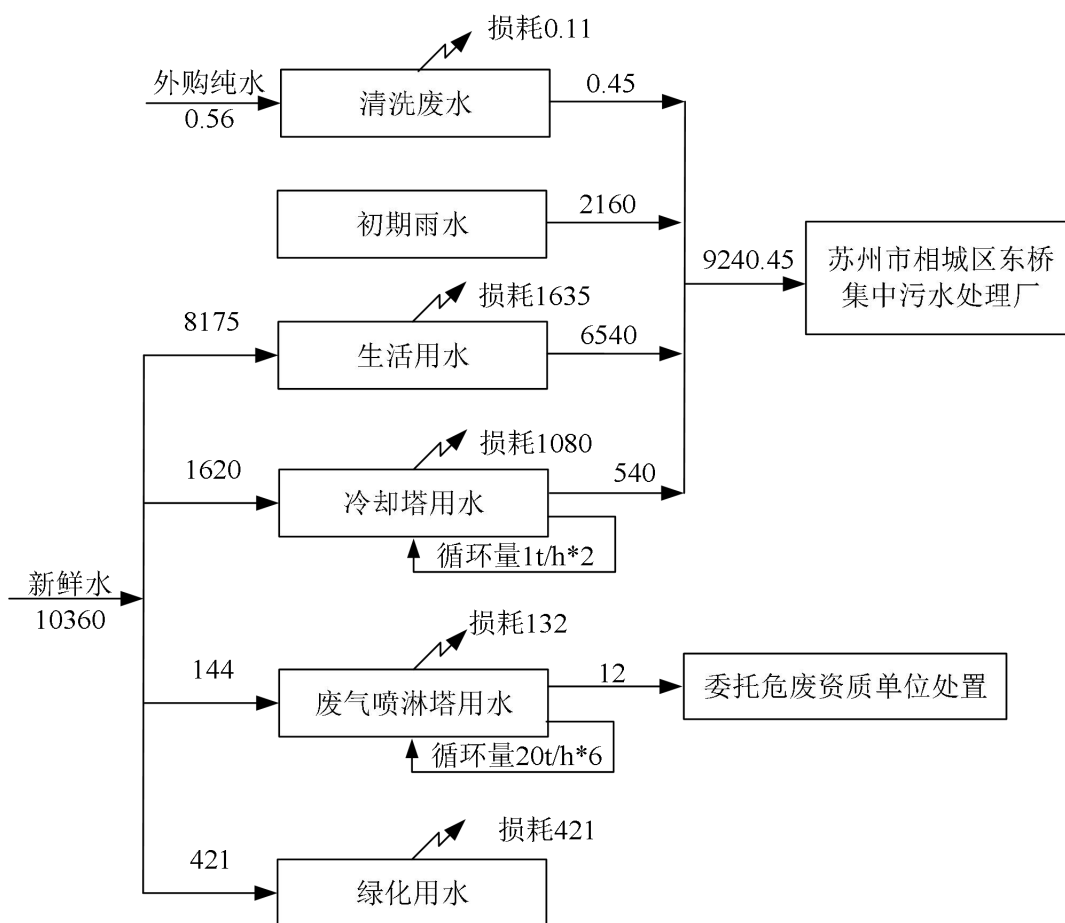 损耗0.11
外购纯水
0.56
清洗废水
0.45
初期雨水
2160
9240.45
苏州市相城区东桥
集中污水处理厂
损耗1635
8175
生活用水
6540
损耗1080
1620
冷却塔用水
540
循环量1t/h*2
新鲜水
10360
损耗132
144
废气喷淋塔用水
12
委托危废资质单位处置
循环量20t/h*6
损耗421
421
绿化用水